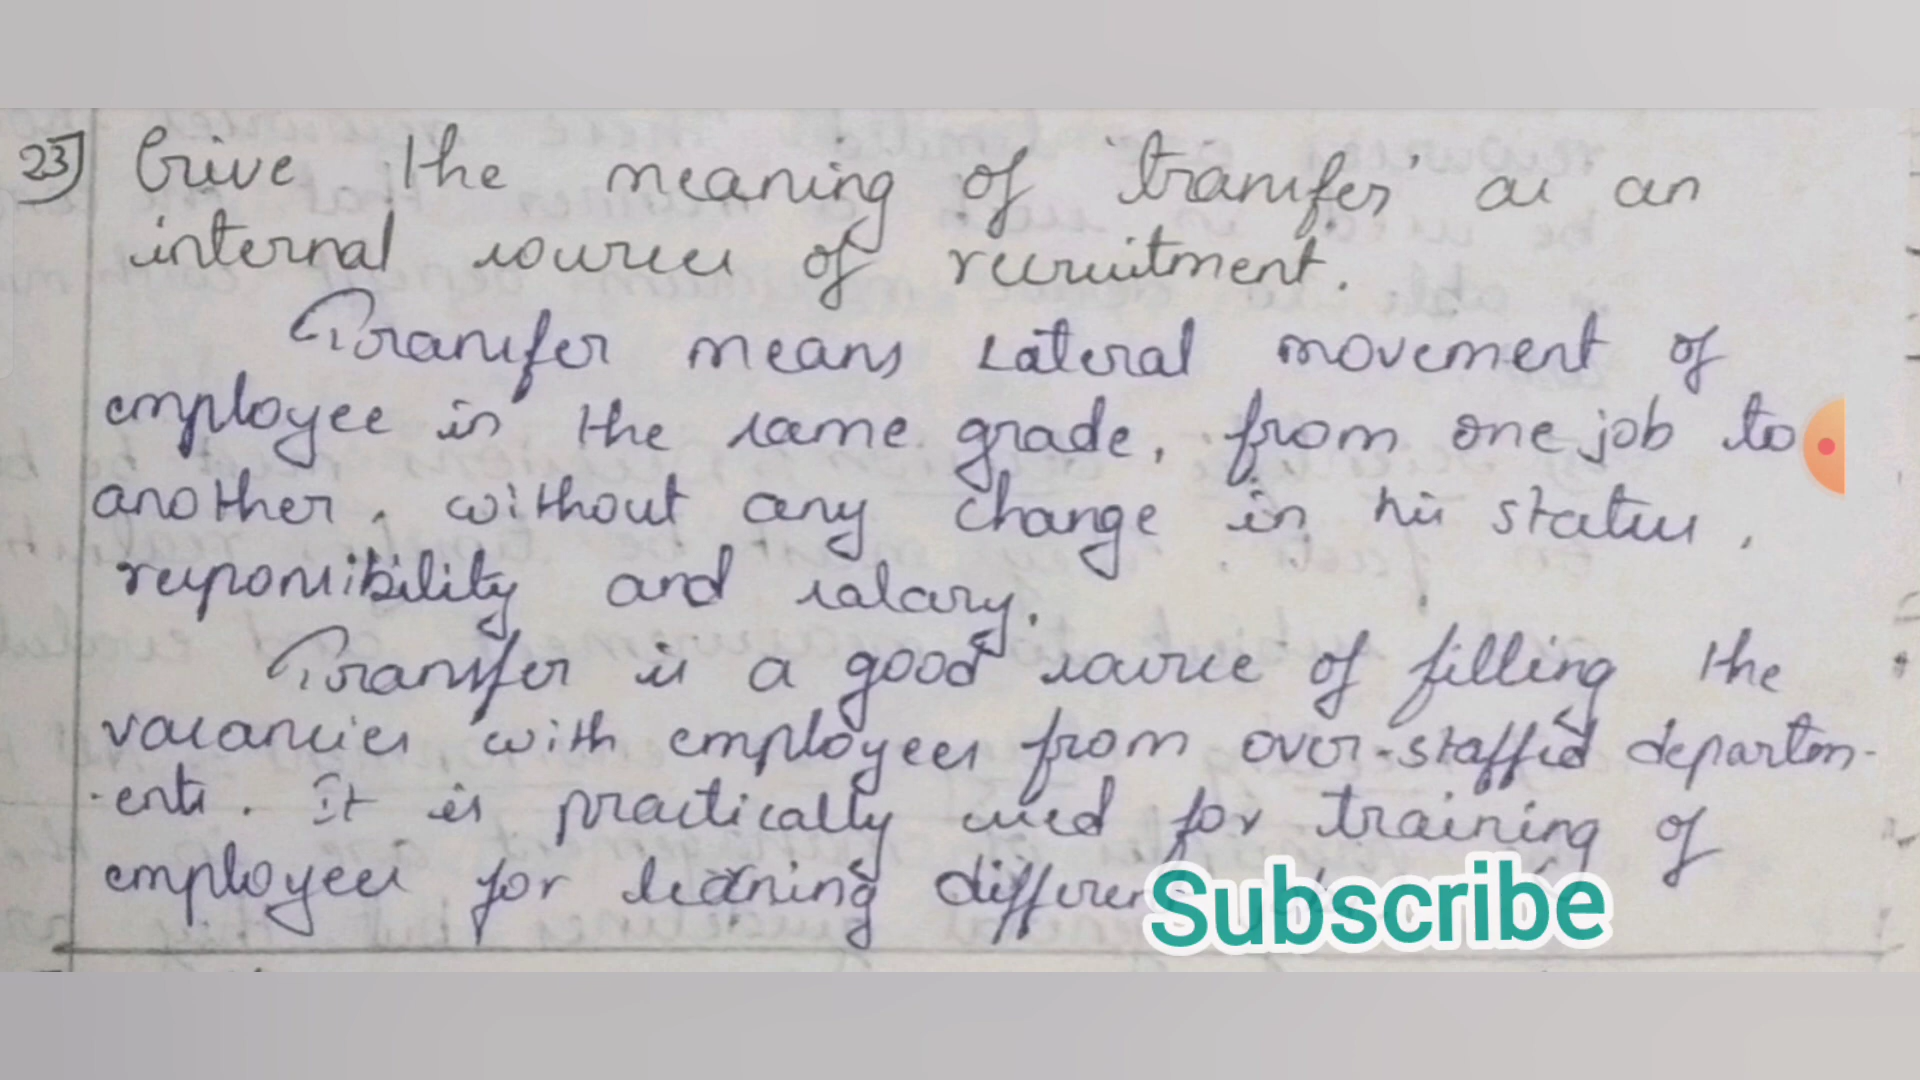 23) Give the meaning of 'transfer' as an
internal sources of recruitment.
Transfer means Lateral movement of
employee in the same grade, from one job to
another, without any change in his status,
responsibility and salary.
Transfer is a good source of filling the
vacancies with employees from over-staffed departm-
-ents. It is practically used for training of
employees for learning different
Subscribe